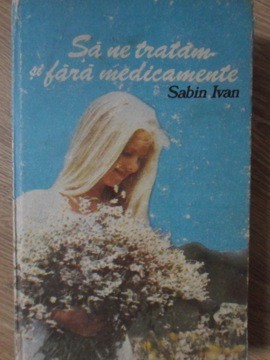 Să ne tratăm-
și fără medicamente
Sabin Ivan